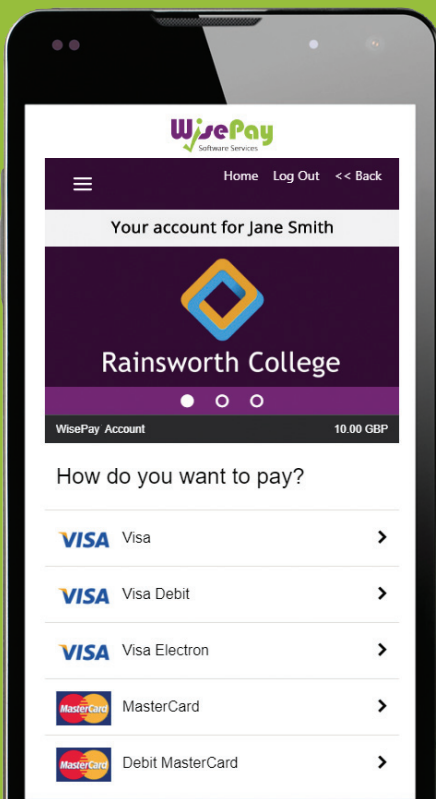 WisePay
Software Services
Home Log Out << Back
Your account for Jane Smith
Rainsworth College
WisePay Account 10.00 GBP
How do you want to pay?
VISA Visa
VISA Visa Debit
VISA Visa Electron
MasterCard MasterCard
MasterCard Debit MasterCard